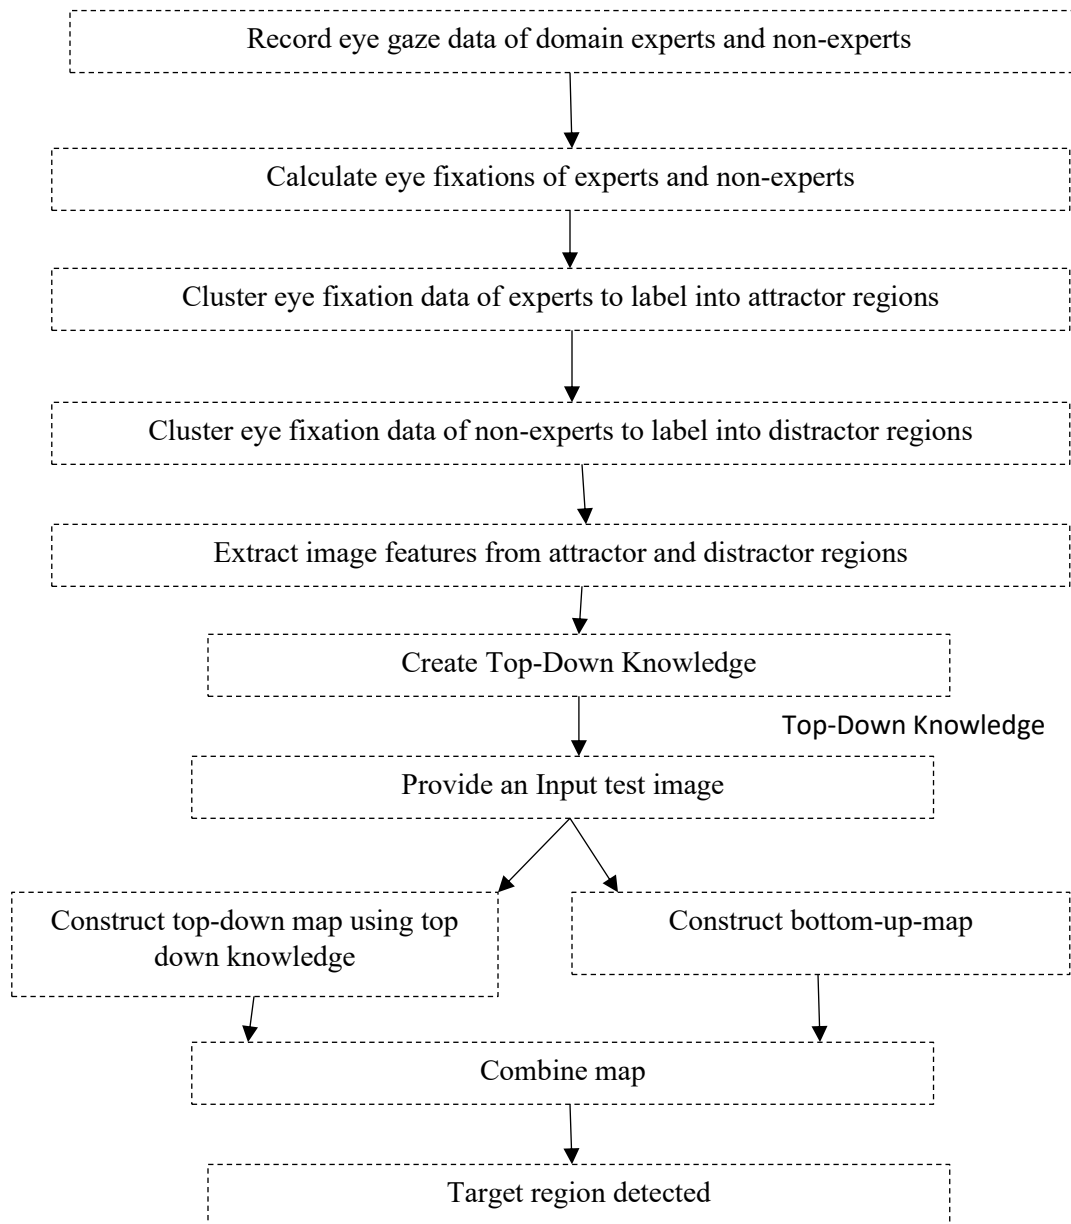 Record eye gaze data of domain experts and non-experts
Calculate eye fixations of experts and non-experts
Cluster eye fixation data of experts to label into attractor regions
Cluster eye fixation data of non-experts to label into distractor regions
Extract image features from attractor and distractor regions
Create Top-Down Knowledge
Top-Down Knowledge
Provide an Input test image
Construct top-down map using top
down knowledge
Construct bottom-up-map
Combine map
Target region detected